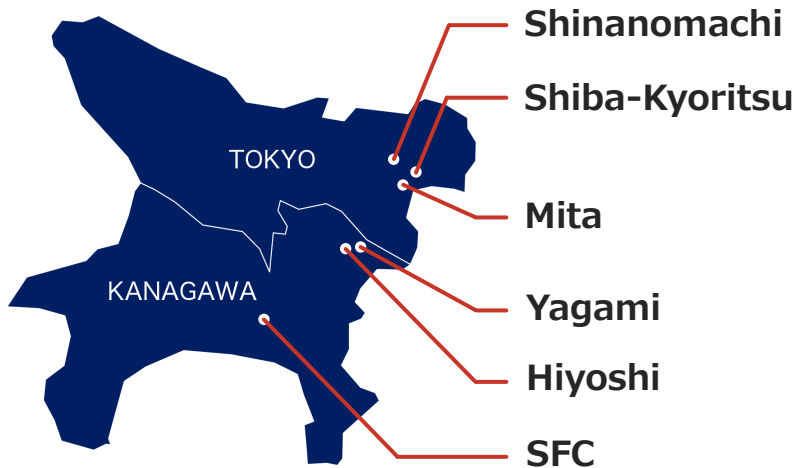 Shinanomachi
Shiba-Kyoritsu
TOKYO
Mita
KANAGAWA
Yagami
Hiyoshi
SFC